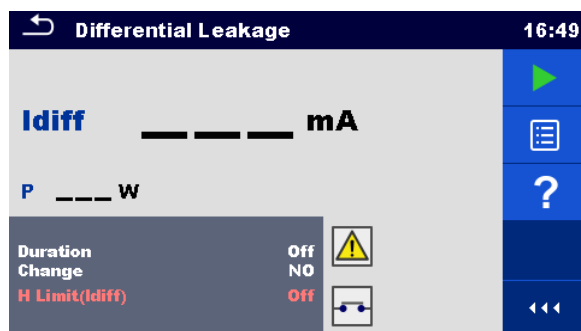 Differential Leakage 16:49
Idiff _ _ _ mA
P _ _ _ W
Duration Off
Change NO
H Limit(Idiff) Off
?